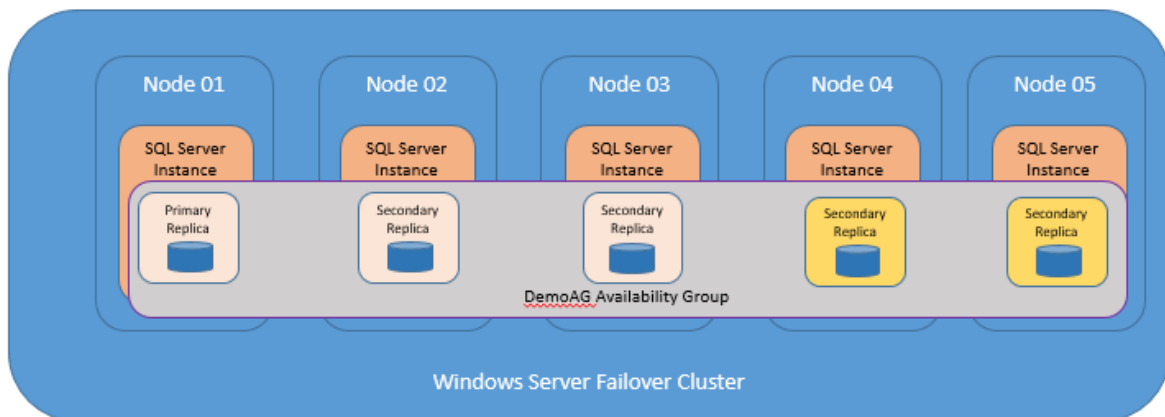 Node 01
Node 02
Node 03
Node 04
Node 05
SQL Server
Instance
SQL Server
Instance
SQL Server
Instance
SQL Server
Instance
SQL Server
Instance
Primary
Replica
Secondary
Replica
Secondary
Replica
Secondary
Replica
Secondary
Replica
DemoAG Availability Group
Windows Server Failover Cluster